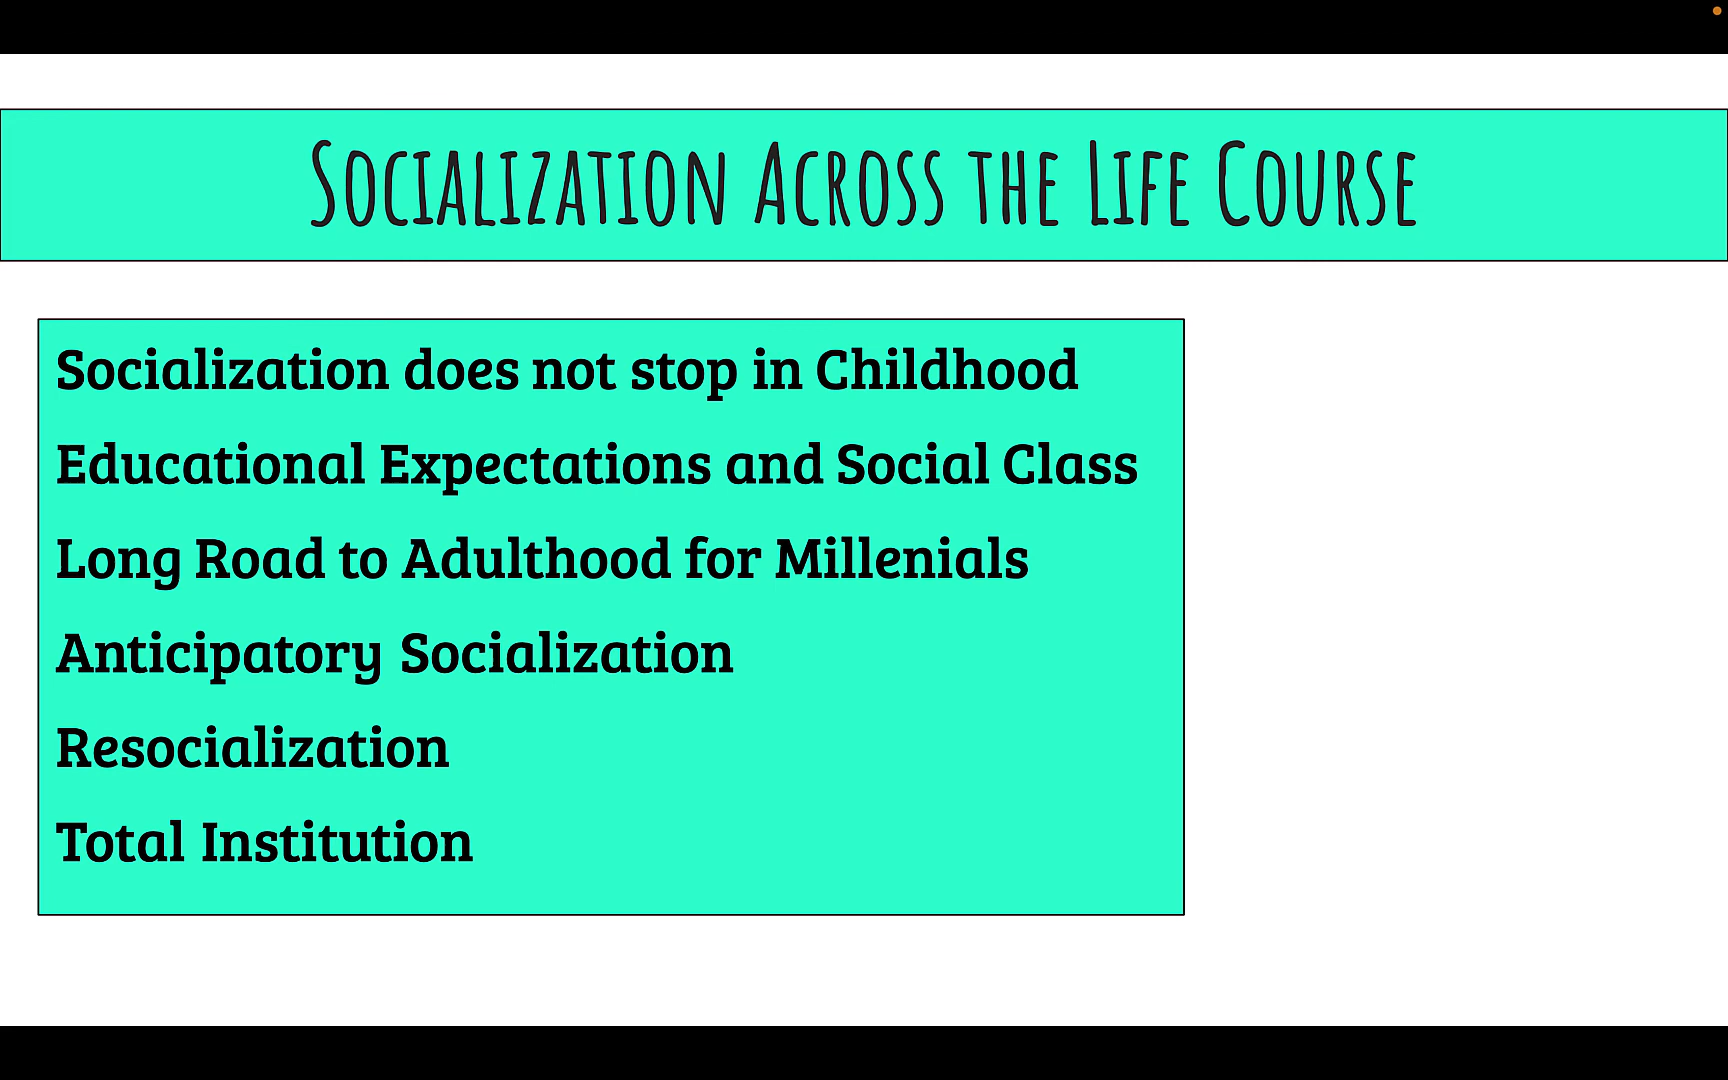 Socialization Across the Life Course
Socialization does not stop in Childhood
Educational Expectations and Social Class
Long Road to Adulthood for Millenials
Anticipatory Socialization
Resocialization
Total Institution